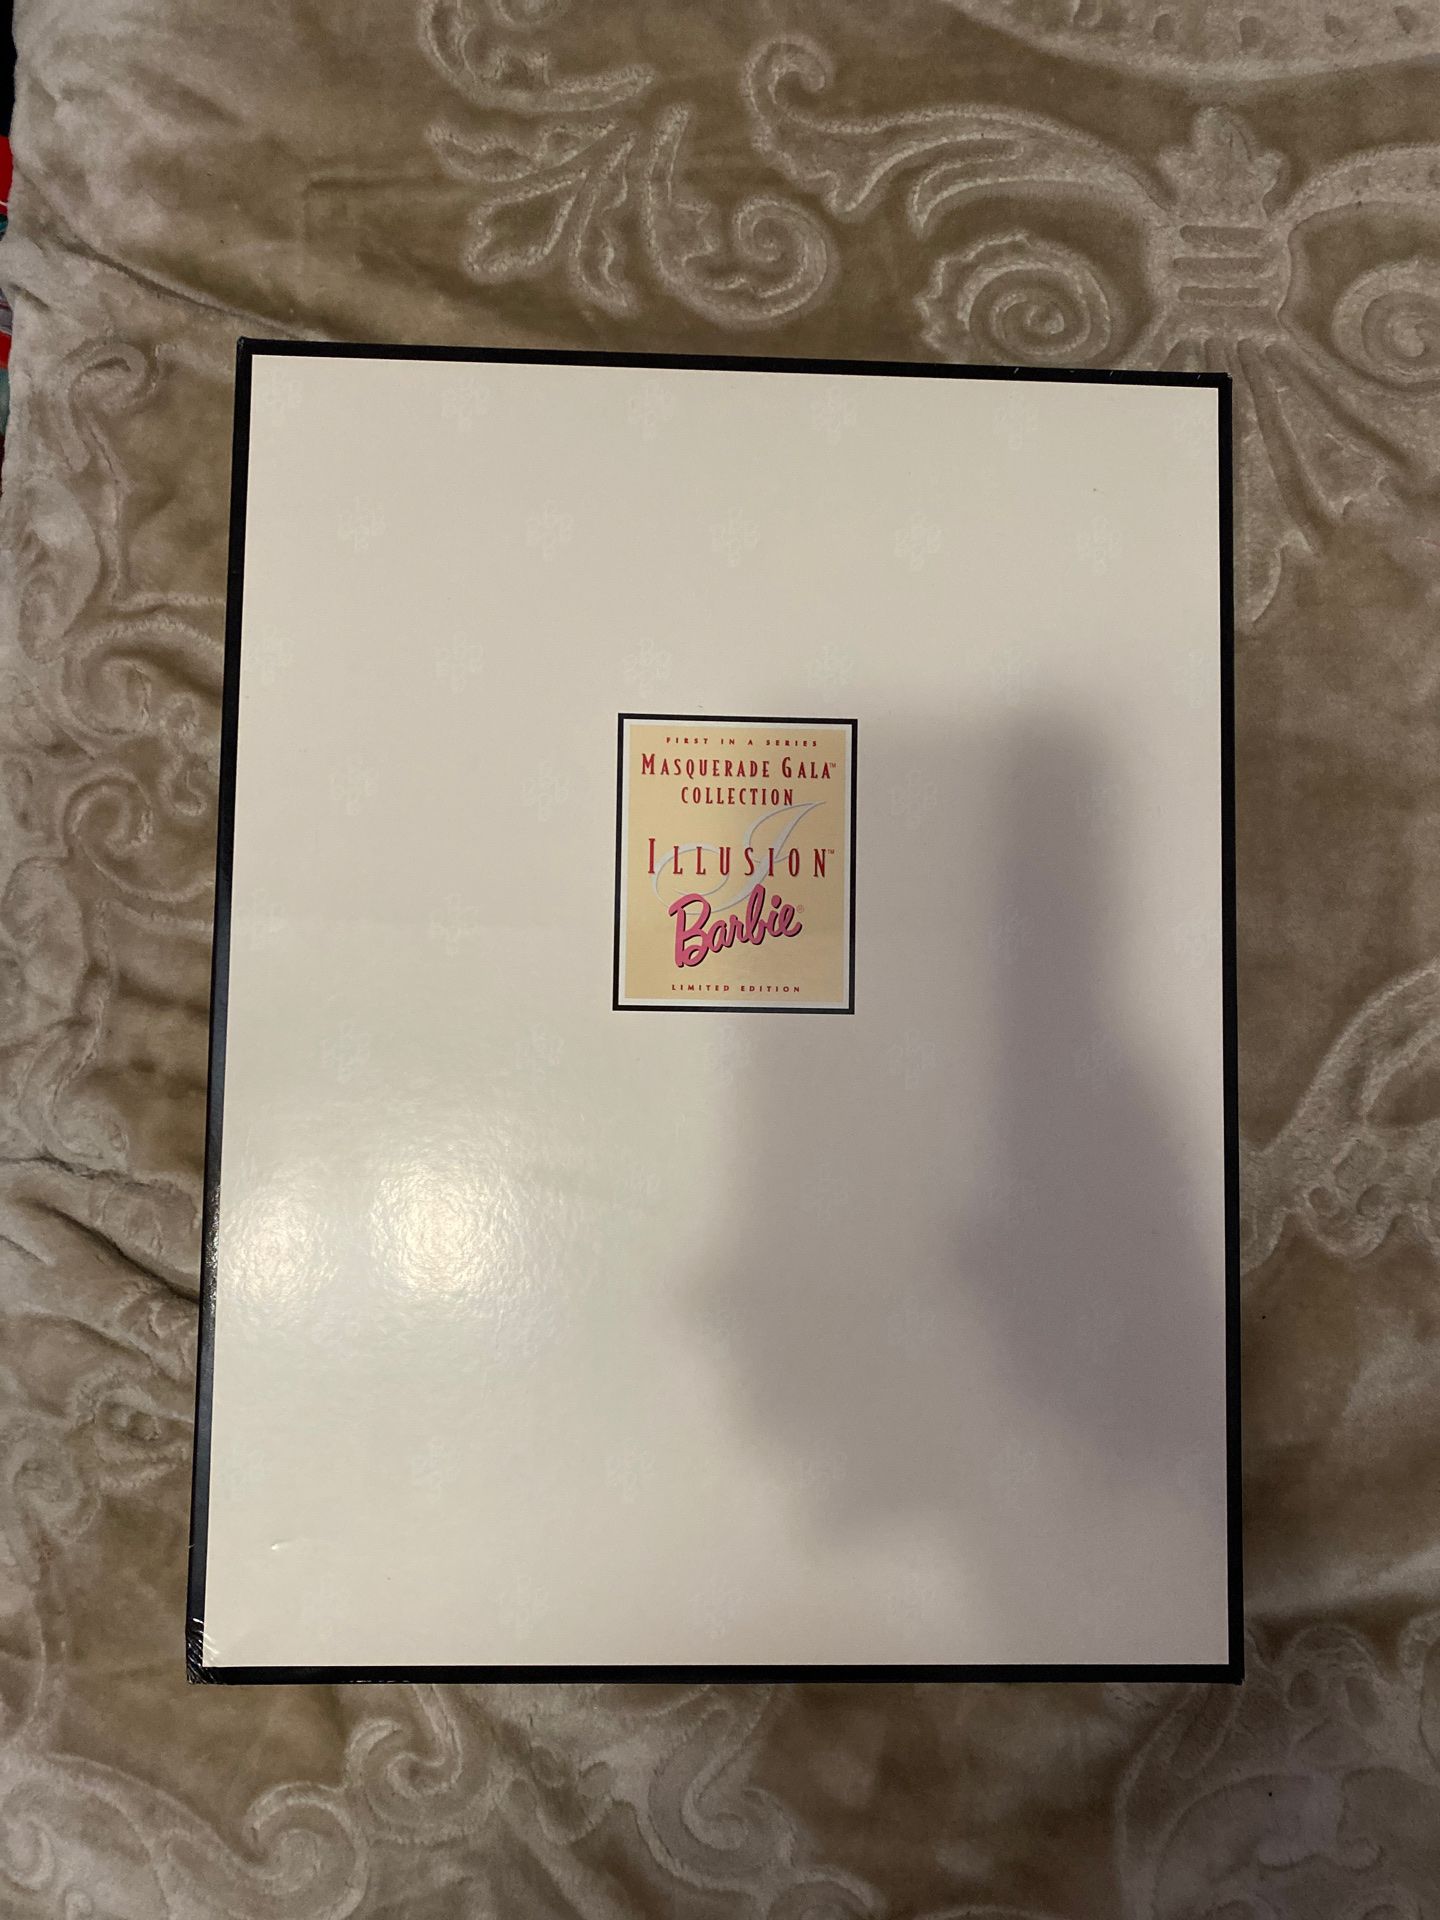 FIRST IN A SERIES
MASQUERADE GALA™
COLLECTION
I
ILLUSION™
Barbie®
LIMITED EDITION